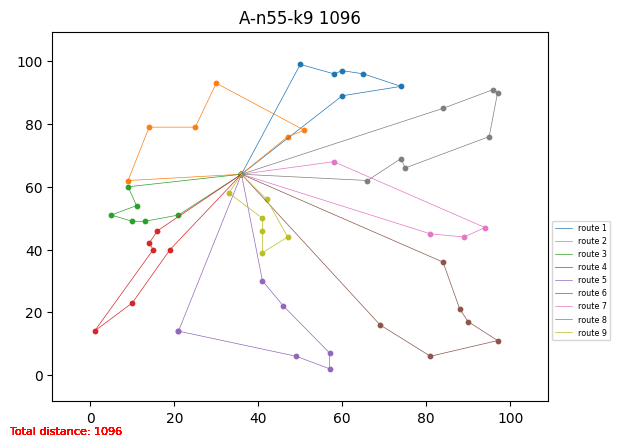 A-n55-k9 1096
100
80
60
40
20
0
0 20 40 60 80 100
route 1
route 2
route 3
route 4
route 5
route 6
route 7
route 8
route 9
Total distance: 1096